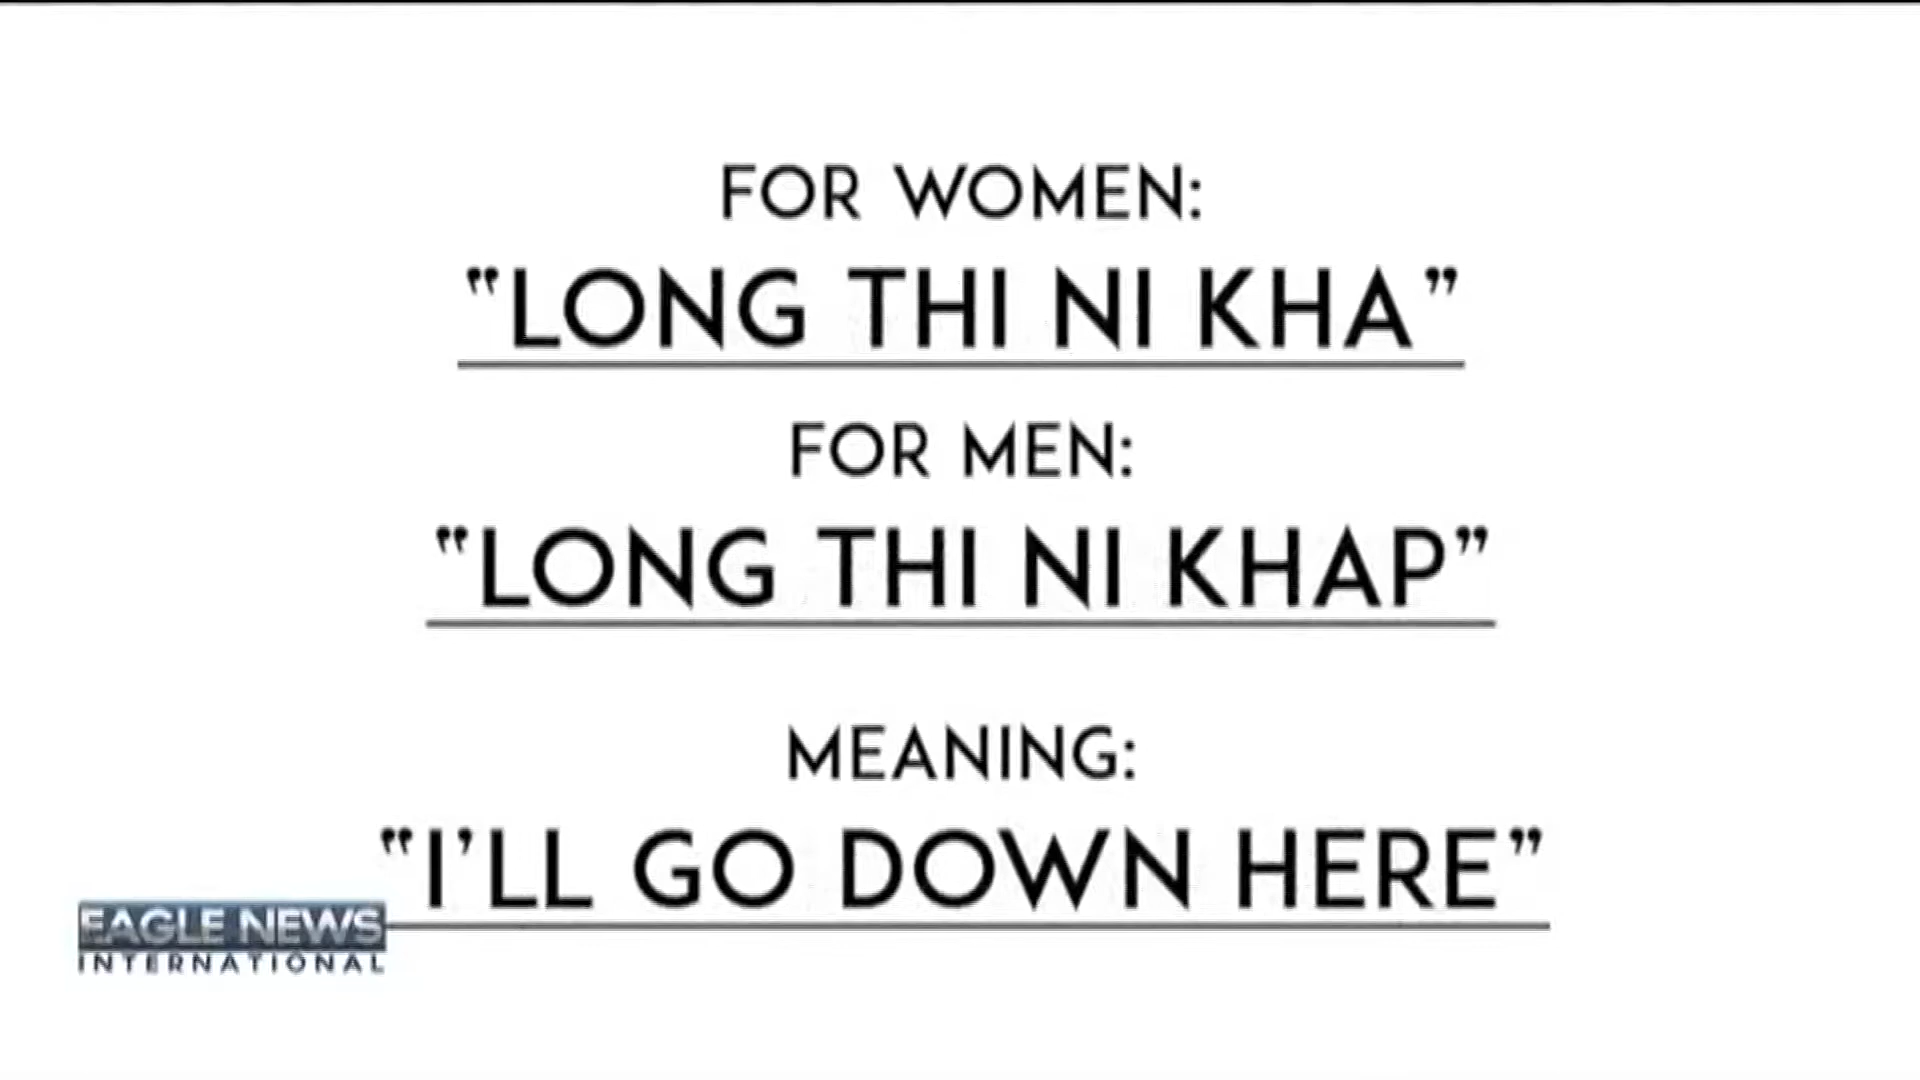 FOR WOMEN:
“LONG THI NI KHA”
FOR MEN:
“LONG THI NI KHAP”
MEANING:
“I’LL GO DOWN HERE”
EAGLE NEWS
INTERNATIONAL